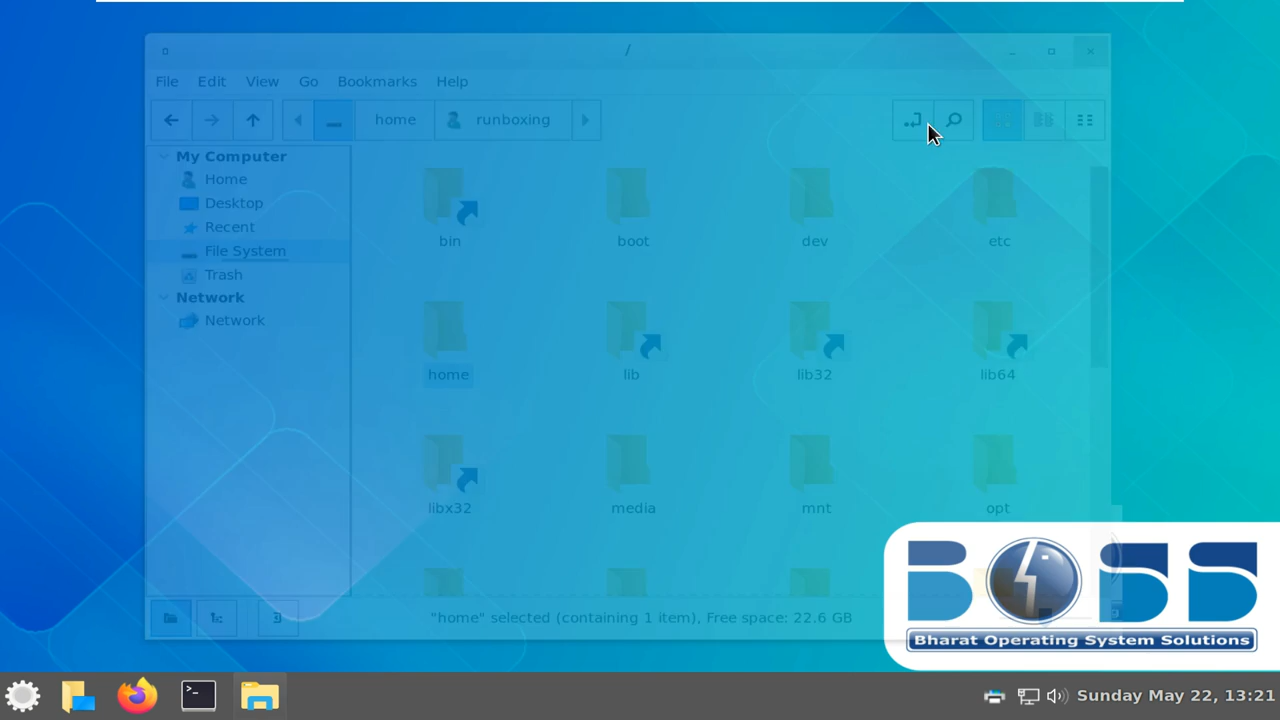 /
File Edit View Go Bookmarks Help
home runboxing
My Computer
Home
Desktop
Recent
File System
Trash
Network
Network
bin boot dev etc
home lib lib32 lib64
libx32 media mnt opt
"home" selected (containing 1 item), Free space: 22.6 GB
BOSS
Bharat Operating System Solutions
Sunday May 22, 13:21